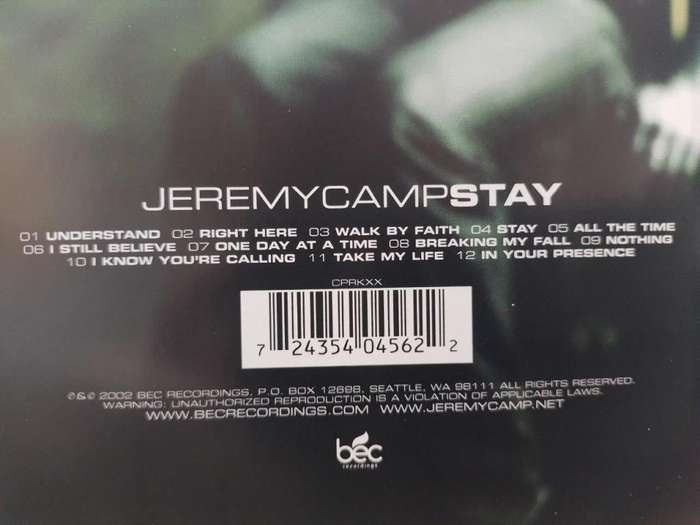 JEREMYCAMPSTAY
01 UNDERSTAND 02 RIGHT HERE 03 WALK BY FAITH 04 STAY 05 ALL THE TIME
06 I STILL BELIEVE 07 ONE DAY AT A TIME 08 BREAKING MY FALL 09 NOTHING
10 I KNOW YOU'RE CALLING 11 TAKE MY LIFE 12 IN YOUR PRESENCE
CPRKXX
7 24354 04562 2
℗ & © 2002 BEC RECORDINGS. P.O. BOX 12698, SEATTLE, WA 98111 ALL RIGHTS RESERVED.
WARNING: UNAUTHORIZED REPRODUCTION IS A VIOLATION OF APPLICABLE LAWS.
WWW.BECRECORDINGS.COM WWW.JEREMYCAMP.NET
bec
recordings